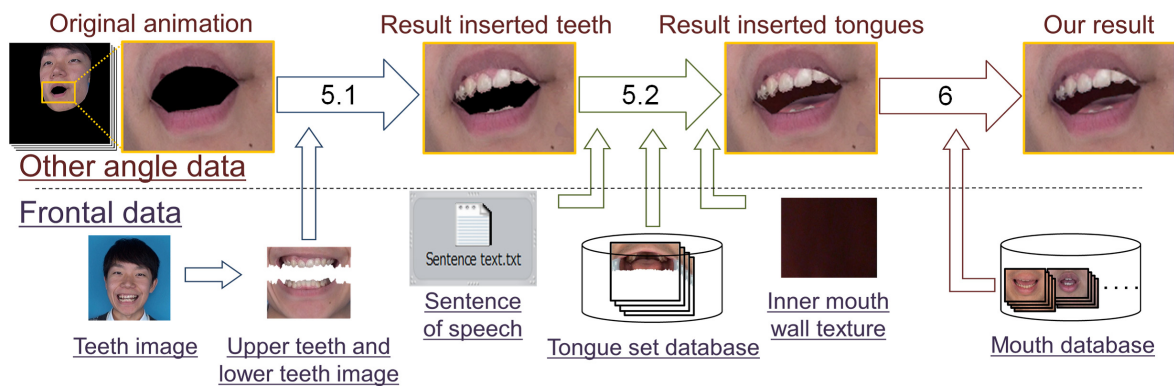 Original animation
Result inserted teeth
Result inserted tongues
Our result
5.1
5.2
6
Other angle data
Frontal data
Sentence text.txt
Teeth image
Upper teeth and
lower teeth image
Sentence
of speech
Tongue set database
Inner mouth
wall texture
Mouth database